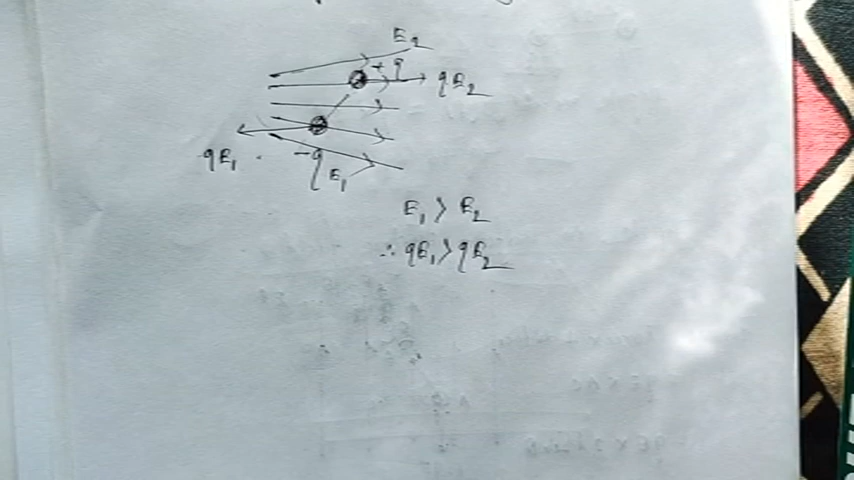 E₂
+q
qE₂
qE₁
-q
E₁
E₁ > E₂
∴ qE₁ > qE₂